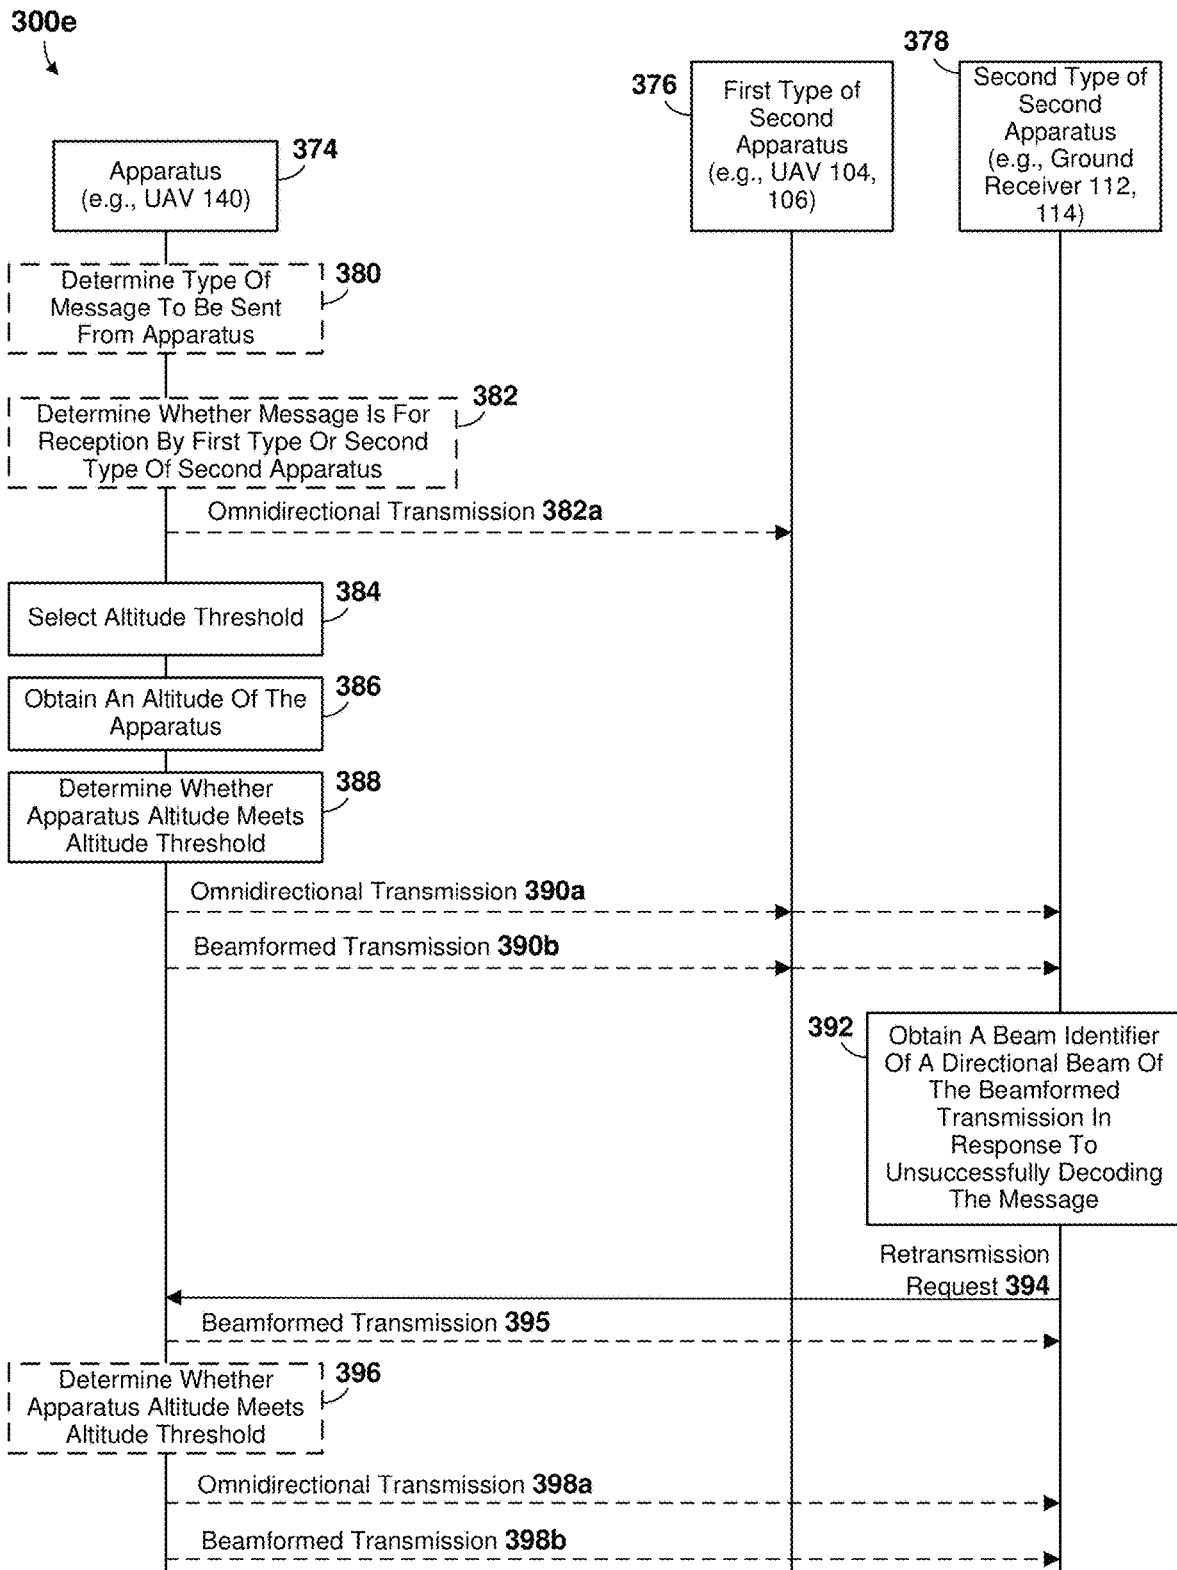 300e
378
376
First Type of
Second
Apparatus
(e.g., UAV 104,
106)
Second Type of
Second
Apparatus
(e.g., Ground
Receiver 112,
114)
374
Apparatus
(e.g., UAV 140)
380
Determine Type Of
Message To Be Sent
From Apparatus
382
Determine Whether Message Is For
Reception By First Type Or Second
Type Of Second Apparatus
Omnidirectional Transmission 382a
384
Select Altitude Threshold
386
Obtain An Altitude Of The
Apparatus
388
Determine Whether
Apparatus Altitude Meets
Altitude Threshold
Omnidirectional Transmission 390a
Beamformed Transmission 390b
392
Obtain A Beam Identifier
Of A Directional Beam Of
The Beamformed
Transmission In
Response To
Unsuccessfully Decoding
The Message
Retransmission
Request 394
Beamformed Transmission 395
396
Determine Whether
Apparatus Altitude Meets
Altitude Threshold
Omnidirectional Transmission 398a
Beamformed Transmission 398b